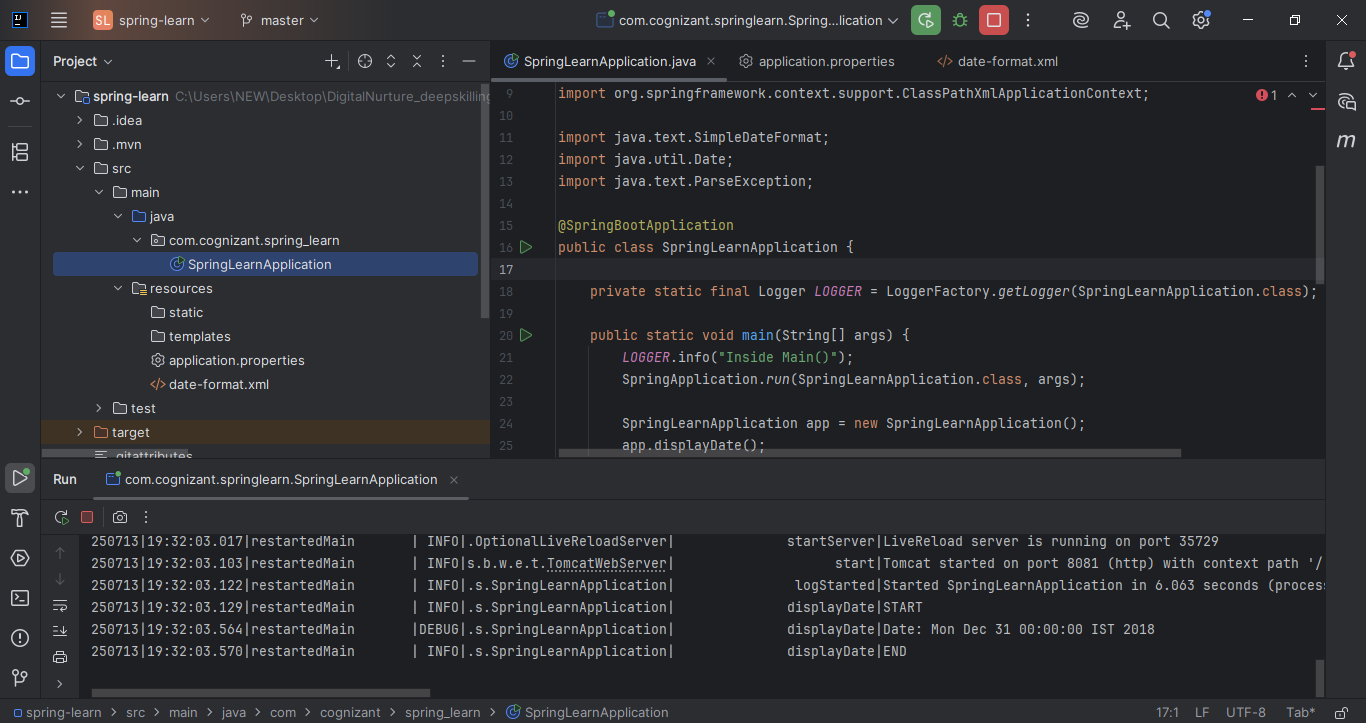 SL spring-learn master com.cognizant.springlearn.Spring...lication
Project
spring-learn C:\Users\NEW\Desktop\DigitalNurture_deepskilling
.idea
.mvn
src
main
java
com.cognizant.spring_learn
SpringLearnApplication
resources
static
templates
application.properties
date-format.xml
test
target
.gitattributes
SpringLearnApplication.java application.properties </> date-format.xml
1
9 import org.springframework.context.support.ClassPathXmlApplicationContext;
10
11 import java.text.SimpleDateFormat;
12 import java.util.Date;
13 import java.text.ParseException;
14
15 @SpringBootApplication
16 public class SpringLearnApplication {
17
18 private static final Logger LOGGER = LoggerFactory.getLogger(SpringLearnApplication.class);
19
20 public static void main(String[] args) {
21 LOGGER.info("Inside Main()");
22 SpringApplication.run(SpringLearnApplication.class, args);
23
24 SpringLearnApplication app = new SpringLearnApplication();
25 app.displayDate();
m
Run com.cognizant.springlearn.SpringLearnApplication
250713|19:32:03.017|restartedMain | INFO|.OptionalLiveReloadServer| startServer|LiveReload server is running on port 35729
250713|19:32:03.103|restartedMain | INFO|s.b.w.e.t.TomcatWebServer| start|Tomcat started on port 8081 (http) with context path '/
250713|19:32:03.122|restartedMain | INFO|.s.SpringLearnApplication| logStarted|Started SpringLearnApplication in 6.063 seconds (process
250713|19:32:03.129|restartedMain | INFO|.s.SpringLearnApplication| displayDate|START
250713|19:32:03.564|restartedMain |DEBUG|.s.SpringLearnApplication| displayDate|Date: Mon Dec 31 00:00:00 IST 2018
250713|19:32:03.570|restartedMain | INFO|.s.SpringLearnApplication| displayDate|END
spring-learn > src > main > java > com > cognizant > spring_learn > SpringLearnApplication 17:1 LF UTF-8 Tab*